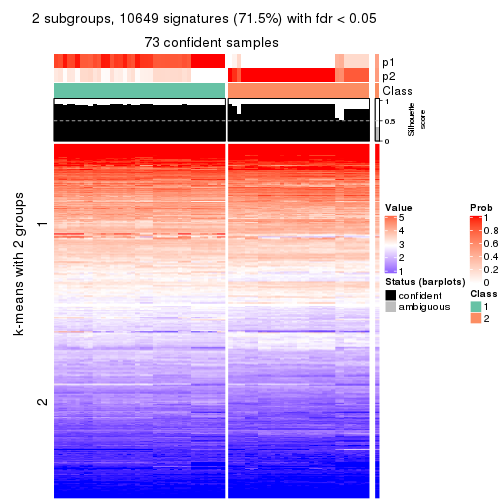 2 subgroups, 10649 signatures (71.5%) with fdr < 0.05
73 confident samples
p1
p2
Class
1
0.5
0
Silhouette
score
k-means with 2 groups
1
2
Value
5
4
3
2
1
Status (barplots)
confident
ambiguous
Prob
1
0.8
0.6
0.4
0.2
0
Class
1
2